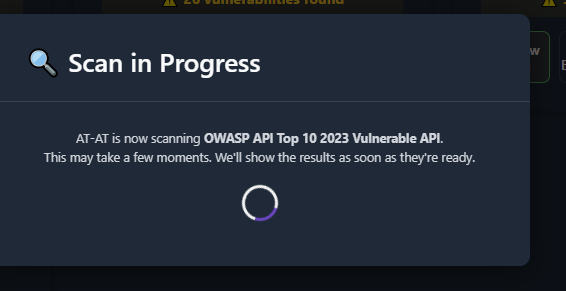 20 vulnerabilities found
Scan in Progress
w
E
AT-AT is now scanning OWASP API Top 10 2023 Vulnerable API.
This may take a few moments. We'll show the results as soon as they're ready.